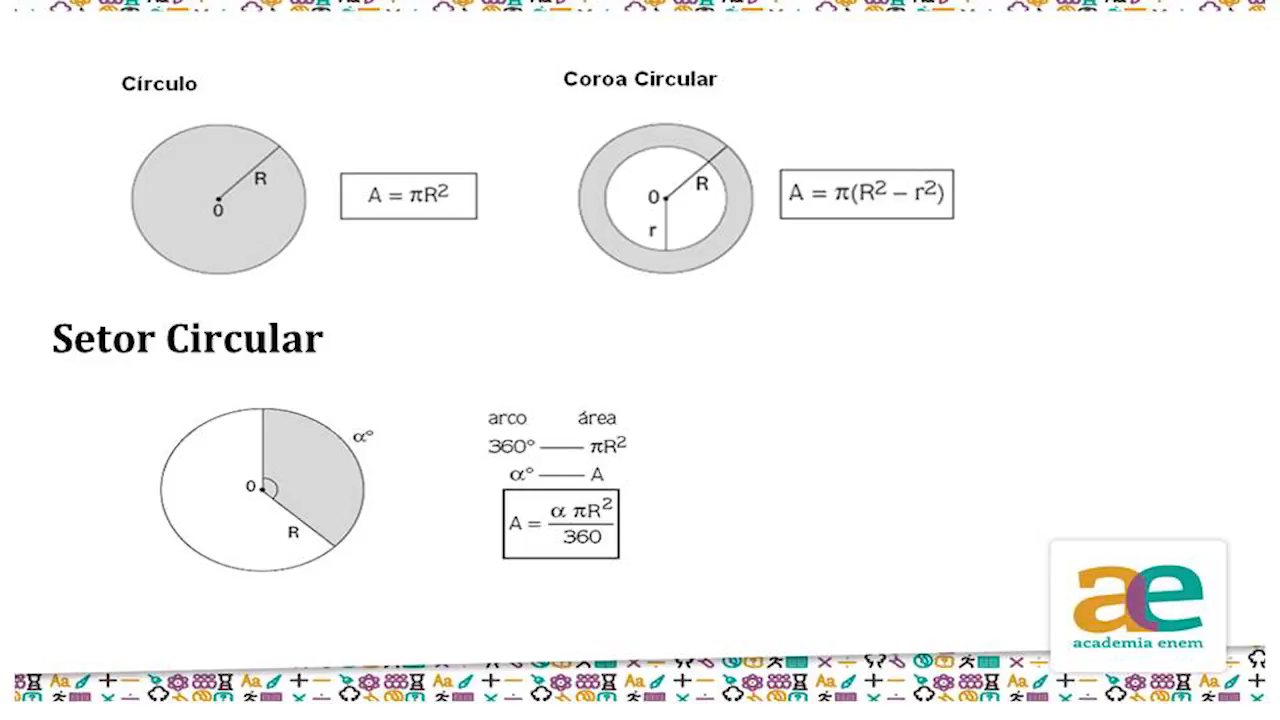 Círculo
R
0
A = πR²
Coroa Circular
0
R
r
A = π(R² – r²)
Setor Circular
α°
0
R
arco área
360° —— πR²
α° —— A
A = α πR²
360
ae
academia enem